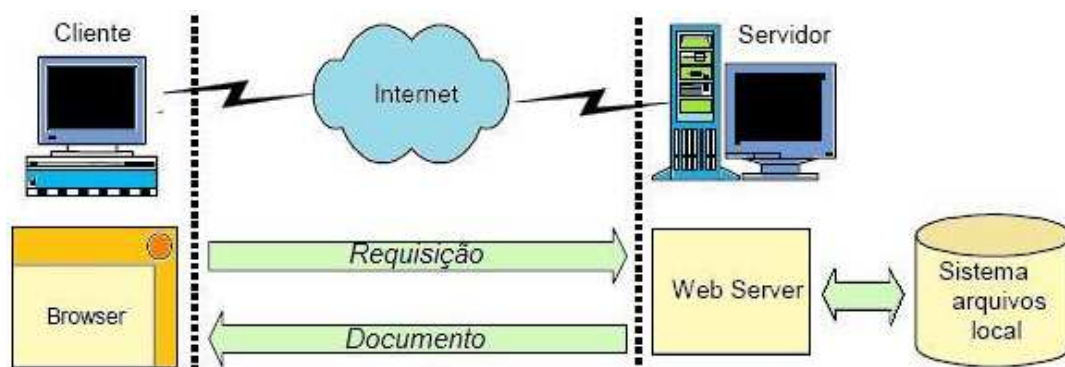 Cliente
Internet
Servidor
Requisição
Browser
Documento
Web Server
Sistema
arquivos
local